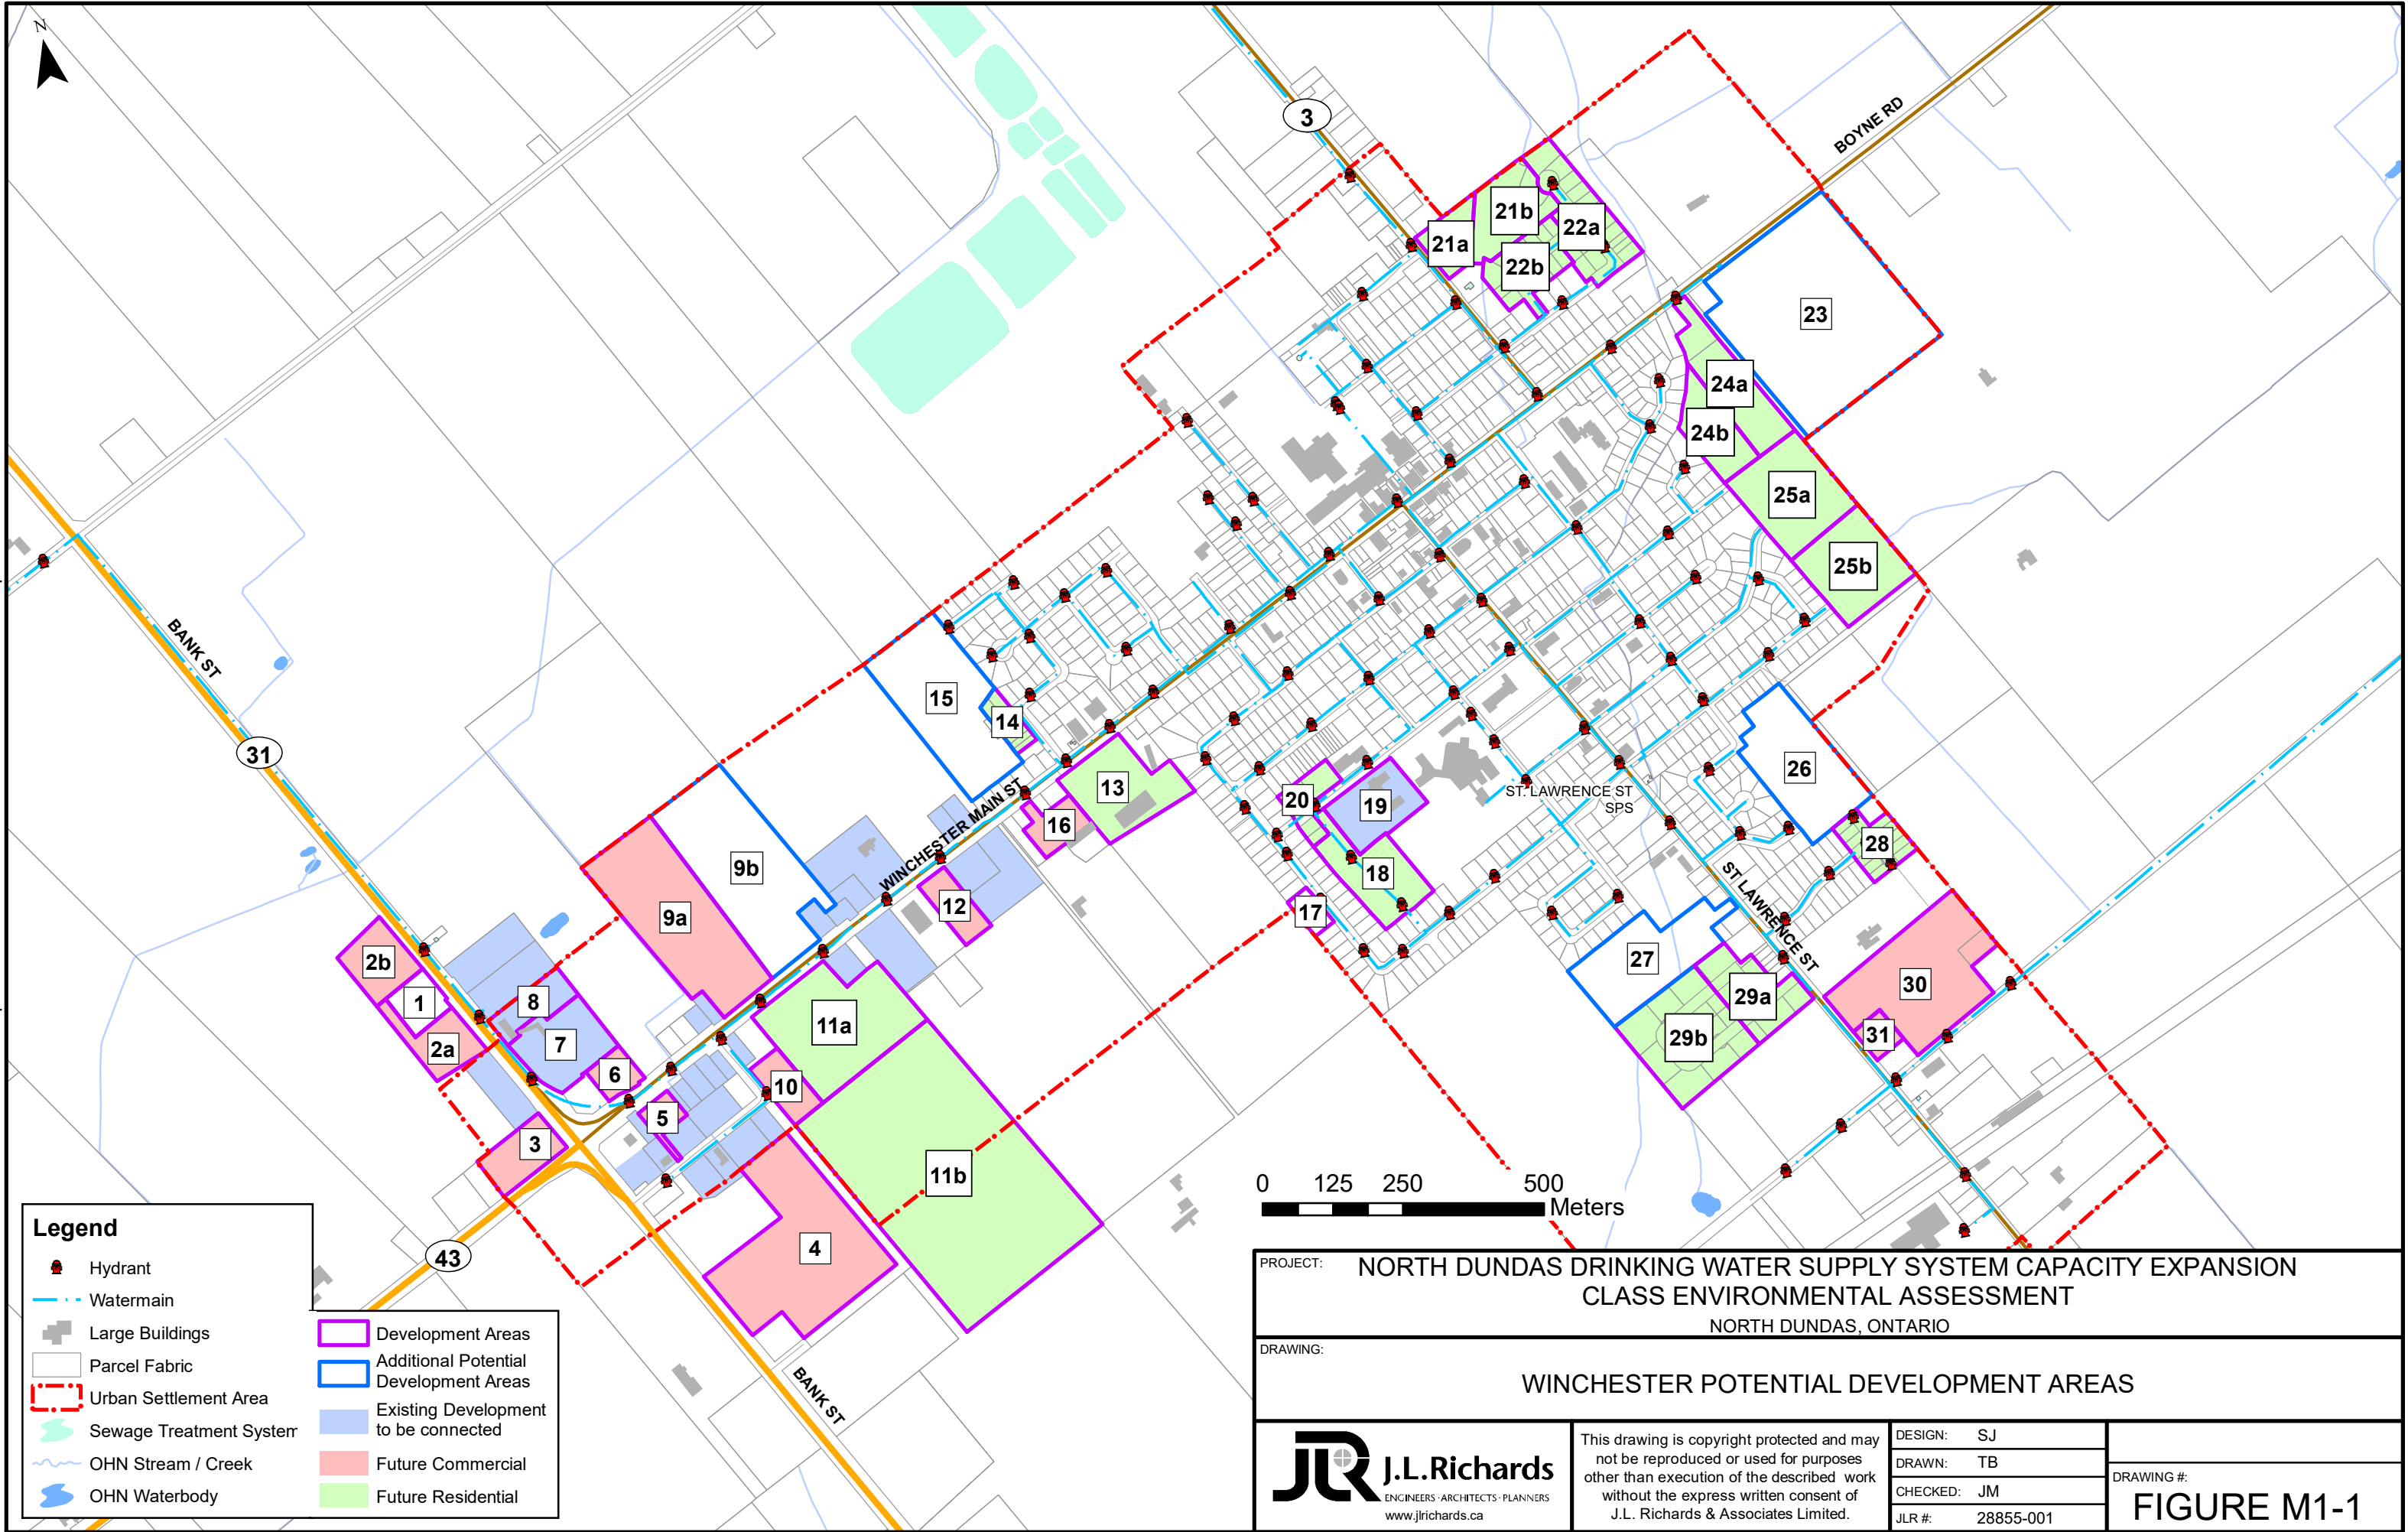 N
3
BOYNE RD
21b
22a
21a
22b
23
24a
24b
25a
25b
BANK ST
31
15
14
13
16
WINCHESTER MAIN ST
9b
9a
12
20
19
ST. LAWRENCE ST
SPS
18
17
26
28
ST LAWRENCE ST
27
29a
29b
30
31
2b
1
2a
8
7
6
5
3
10
11a
11b
4
43
BANK ST
0 125 250 500
Meters
Legend
Hydrant
Watermain
Large Buildings
Parcel Fabric
Urban Settlement Area
Sewage Treatment System
OHN Stream / Creek
OHN Waterbody
Development Areas
Additional Potential
Development Areas
Existing Development
to be connected
Future Commercial
Future Residential
PROJECT:
NORTH DUNDAS DRINKING WATER SUPPLY SYSTEM CAPACITY EXPANSION
CLASS ENVIRONMENTAL ASSESSMENT
NORTH DUNDAS, ONTARIO
DRAWING:
WINCHESTER POTENTIAL DEVELOPMENT AREAS
JLR
J.L.Richards
ENGINEERS · ARCHITECTS · PLANNERS
www.jlrichards.ca
This drawing is copyright protected and may
not be reproduced or used for purposes
other than execution of the described work
without the express written consent of
J.L. Richards & Associates Limited.
DESIGN: SJ
DRAWN: TB
CHECKED: JM
JLR #: 28855-001
DRAWING #:
FIGURE M1-1